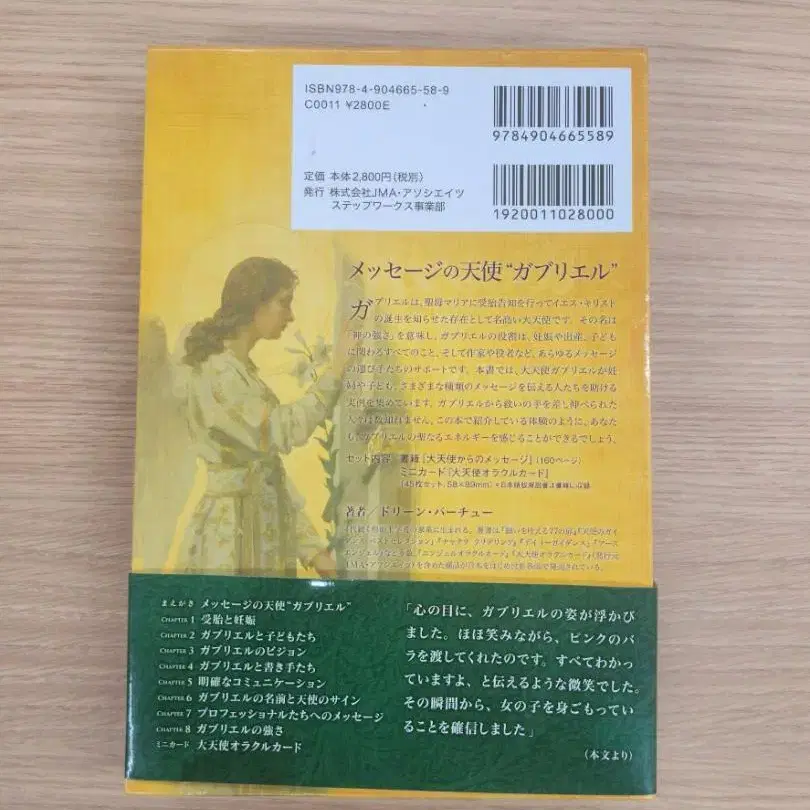 ISBN978-4-904665-58-9
C0011 ¥2800E
9784904665589
定価 本体2,800円(税別)
発行 株式会社JMA・アソシエイツ
ステップワークス事業部
1920011028000
メッセージの天使“ガブリエル”
ガブリエルは、聖母マリアに受胎告知を行ってイエス・キリスト
の誕生を知らせた存在として名高い大天使です。その名は
「神の強さ」を意味し、ガブリエルの役割は、妊娠や出産、子ども
に関わるすべてのこと、そして作家や役者など、あらゆるメッセージ
の運び手たちのサポートです。本書では、大天使ガブリエルが妊
婦や子ども、さまざまな種類のメッセージを伝える人たちを助ける
実例を集めています。ガブリエルから救いの手を差し伸べられた
人々は数知れません。この本で紹介している体験のように、あなた
もガブリエルの聖なるエネルギーを感じることができるでしょう。
セット内容 書籍『大天使からのメッセージ』(160ページ)
ミニカード『大天使オラクルカード』
(45枚セット、58×89mm) *日本語版解説書は書籍に収録
著者/ドリーン・バーチュー
まえがき メッセージの天使“ガブリエル”
CHAPTER 1 受胎と妊娠
CHAPTER 2 ガブリエルと子どもたち
CHAPTER 3 ガブリエルのビジョン
CHAPTER 4 ガブリエルと書き手たち
CHAPTER 5 明確なコミュニケーション
CHAPTER 6 ガブリエルの名前と天使のサイン
CHAPTER 7 プロフェッショナルたちへのメッセージ
CHAPTER 8 ガブリエルの強さ
ミニカード 大天使オラクルカード
「心の目に、ガブリエルの姿が浮かび
ました。ほほ笑みながら、ピンクのバ
ラを渡してくれたのです。すべてわかっ
ていますよ、と伝えるような微笑でした。
その瞬間から、女の子を身ごもってい
ることを確信しました」
(本文より)